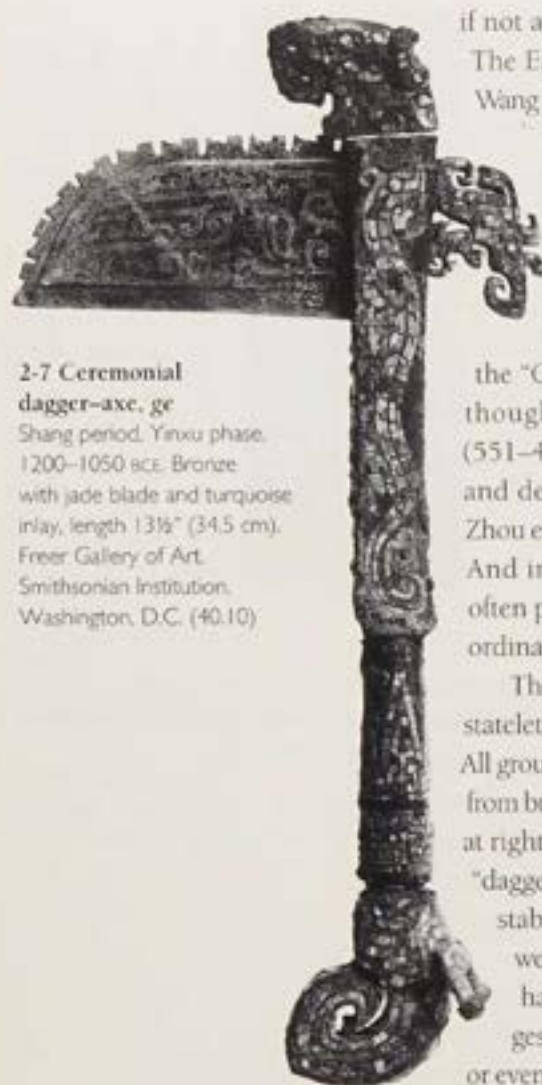 if not a
The E
Wang
2-7 Ceremonial
dagger–axe, ge
Shang period, Yinxu phase,
1200–1050 BCE. Bronze
with jade blade and turquoise
inlay, length 13½" (34.5 cm).
Freer Gallery of Art,
Smithsonian Institution,
Washington, D.C. (40.10)
the "C
though
(551–4
and de
Zhou e
And in
often p
ordina
Th
statelet
All grou
from br
at right
"dagge
stab
we
ha
ges
or even